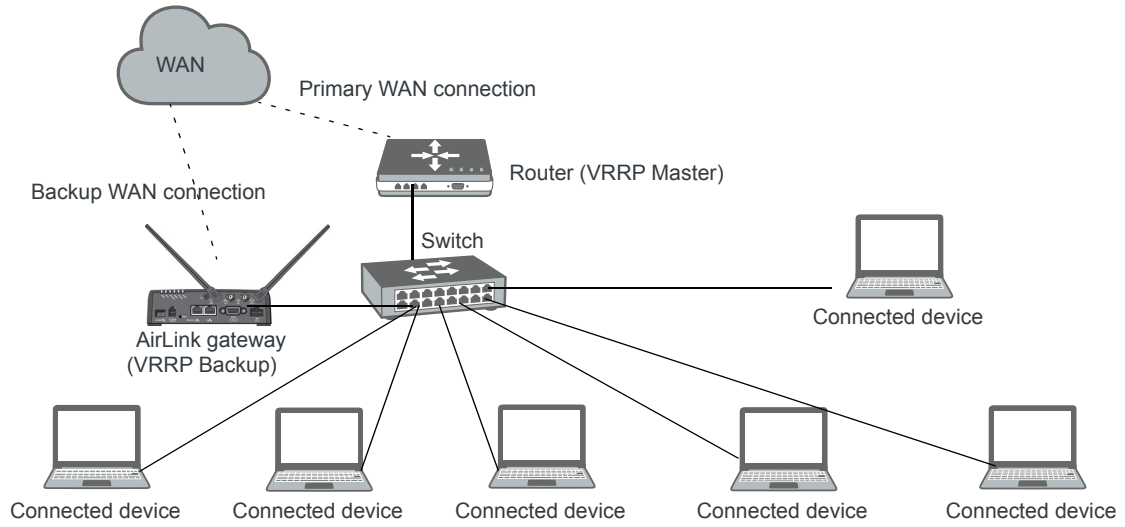 WAN
Primary WAN connection
Router (VRRP Master)
Backup WAN connection
Switch
AirLink gateway
(VRRP Backup)
Connected device
Connected device
Connected device
Connected device
Connected device
Connected device